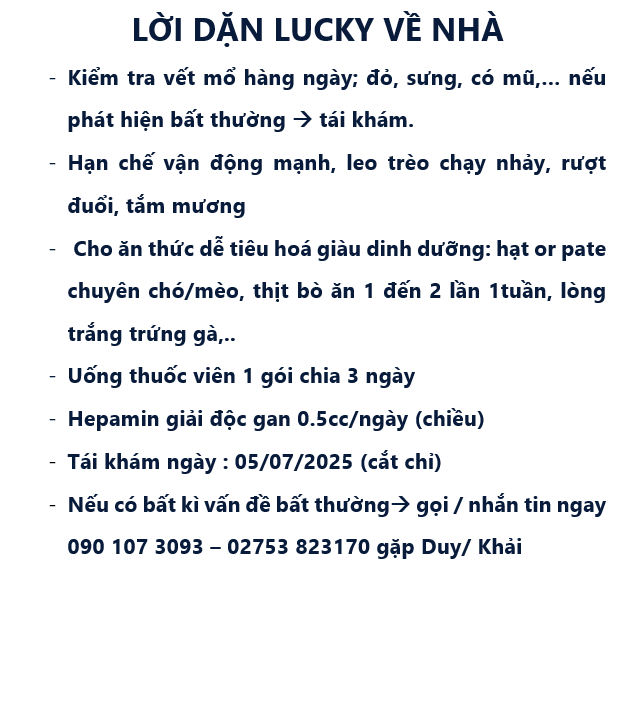 LỜI DẶN LUCKY VỀ NHÀ
- Kiểm tra vết mổ hàng ngày; đỏ, sưng, có mũ,... nếu
phát hiện bất thường → tái khám.
- Hạn chế vận động mạnh, leo trèo chạy nhảy, rượt
đuổi, tắm mương
- Cho ăn thức dễ tiêu hoá giàu dinh dưỡng: hạt or pate
chuyên chó/mèo, thịt bò ăn 1 đến 2 lần 1tuần, lòng
trắng trứng gà,..
- Uống thuốc viên 1 gói chia 3 ngày
- Hepamin giải độc gan 0.5cc/ngày (chiều)
- Tái khám ngày : 05/07/2025 (cắt chỉ)
- Nếu có bất kì vấn đề bất thường→ gọi / nhắn tin ngay
090 107 3093 – 02753 823170 gặp Duy/ Khải